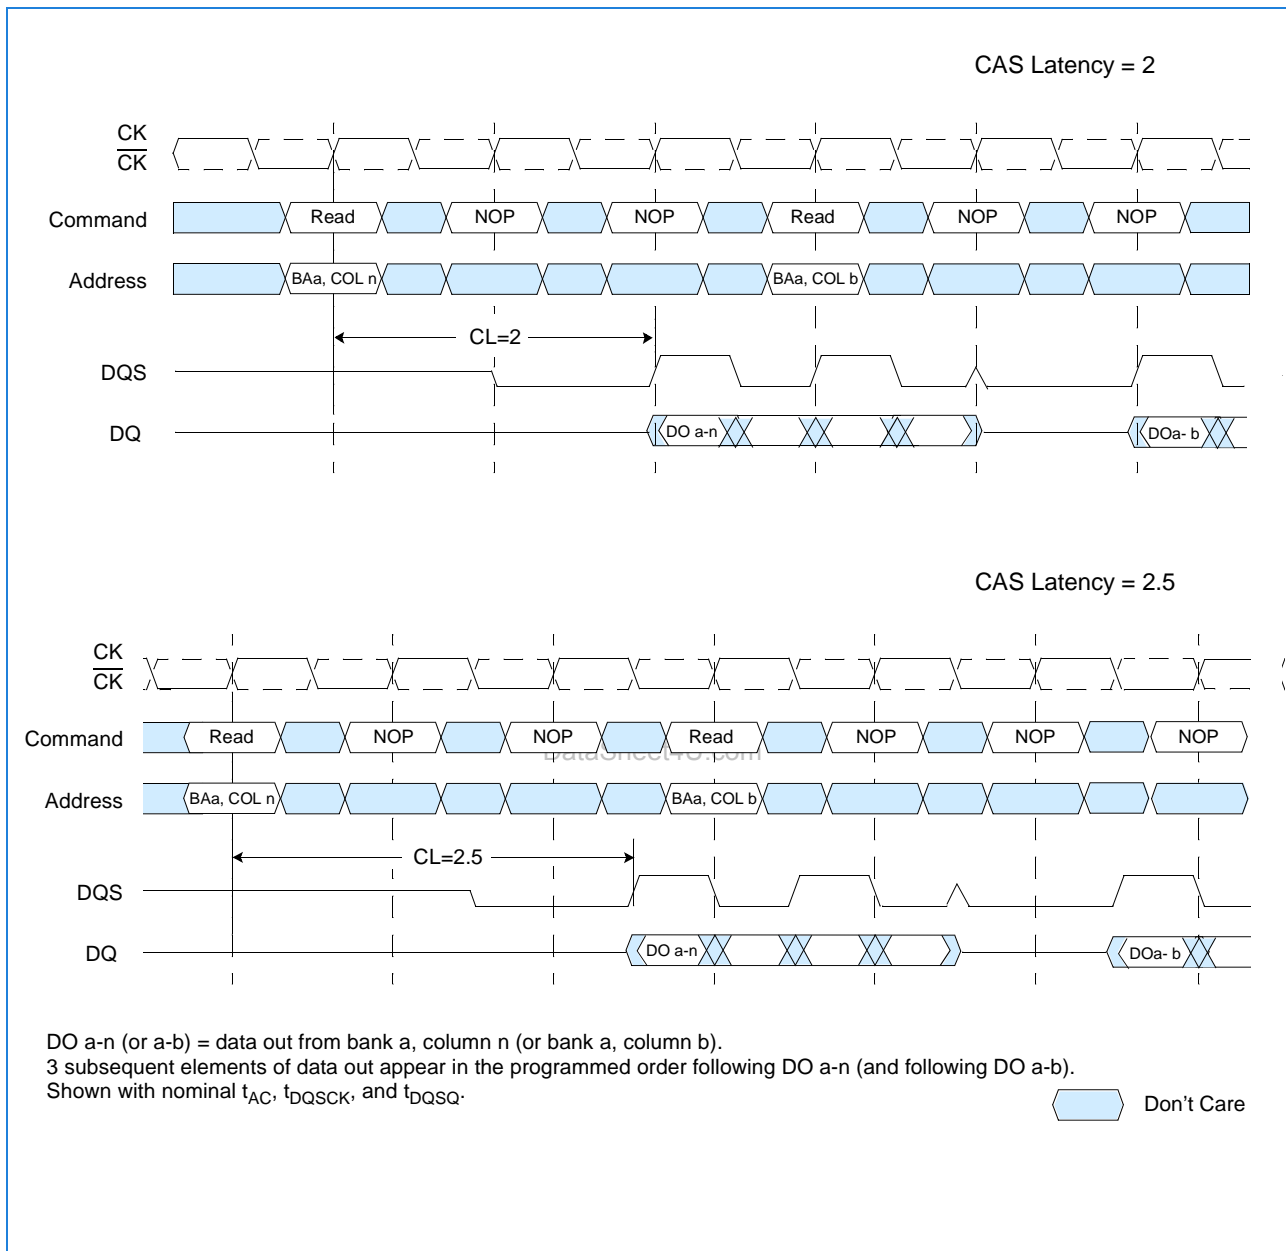 CAS Latency = 2
CK
CK
Command
Read
NOP
NOP
Read
NOP
NOP
Address
BAa, COL n
BAa, COL b
CL=2
DQS
DQ
DO a-n
DOa- b
CAS Latency = 2.5
CK
CK
Command
Read
NOP
NOP
Read
NOP
NOP
NOP
DataSheet4U.com
Address
BAa, COL n
BAa, COL b
CL=2.5
DQS
DQ
DO a-n
DOa- b
DO a-n (or a-b) = data out from bank a, column n (or bank a, column b).
3 subsequent elements of data out appear in the programmed order following DO a-n (and following DO a-b).
Shown with nominal tAC, tDQSCK, and tDQSQ.
Don't Care